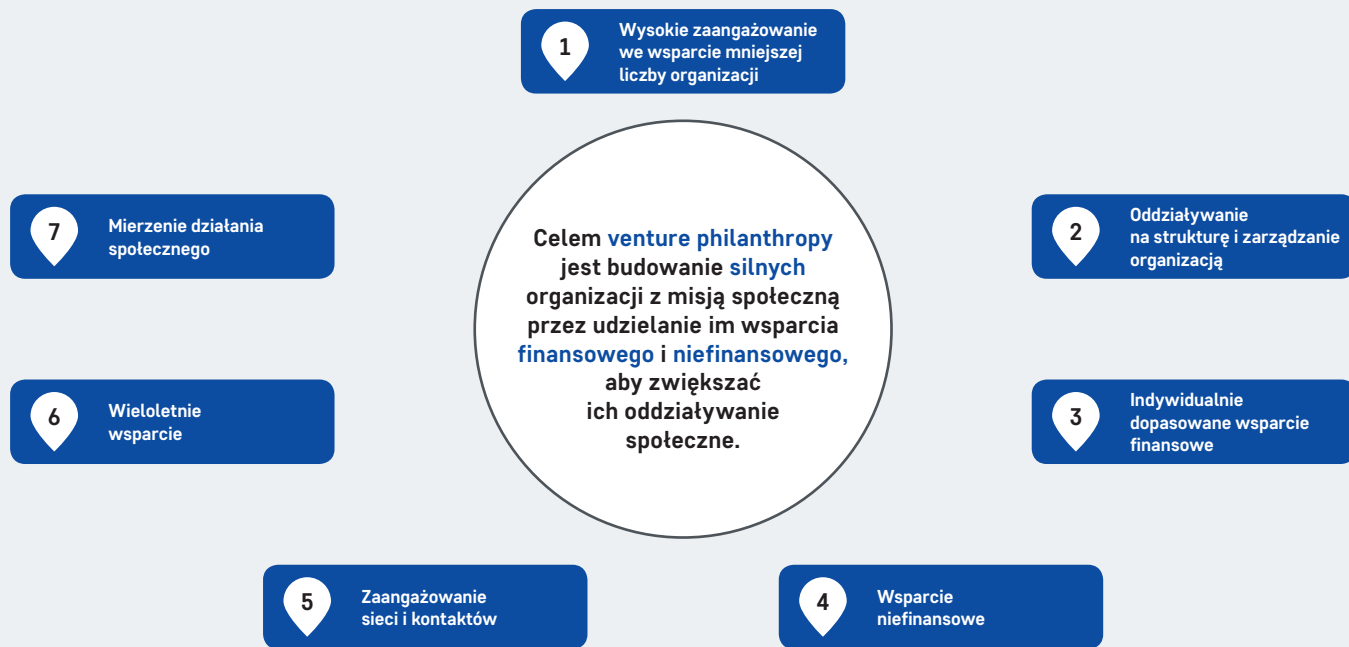 1
Wysokie zaangażowanie
we wsparcie mniejszej
liczby organizacji
2
Oddziaływanie
na strukturę i zarządzanie
organizacją
3
Indywidualnie
dopasowane wsparcie
finansowe
4
Wsparcie
niefinansowe
5
Zaangażowanie
sieci i kontaktów
6
Wieloletnie
wsparcie
7
Mierzenie działania
społecznego
Celem venture philanthropy
jest budowanie silnych
organizacji z misją społeczną
przez udzielanie im wsparcia
finansowego i niefinansowego,
aby zwiększać
ich oddziaływanie
społeczne.